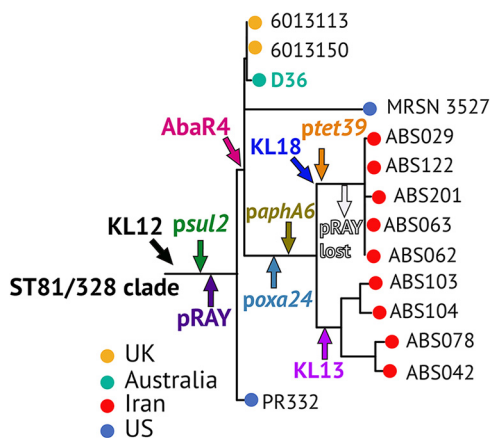 6013113
6013150
D36
MRSN 3527
AbaR4
ptet39
KL18
ABS029
ABS122
ABS201
ABS063
ABS062
paphA6
pRAY
lost
KL12
psul2
ST81/328 clade
pRAY
poxa24
ABS103
ABS104
ABS078
ABS042
KL13
PR332
UK
Australia
Iran
US